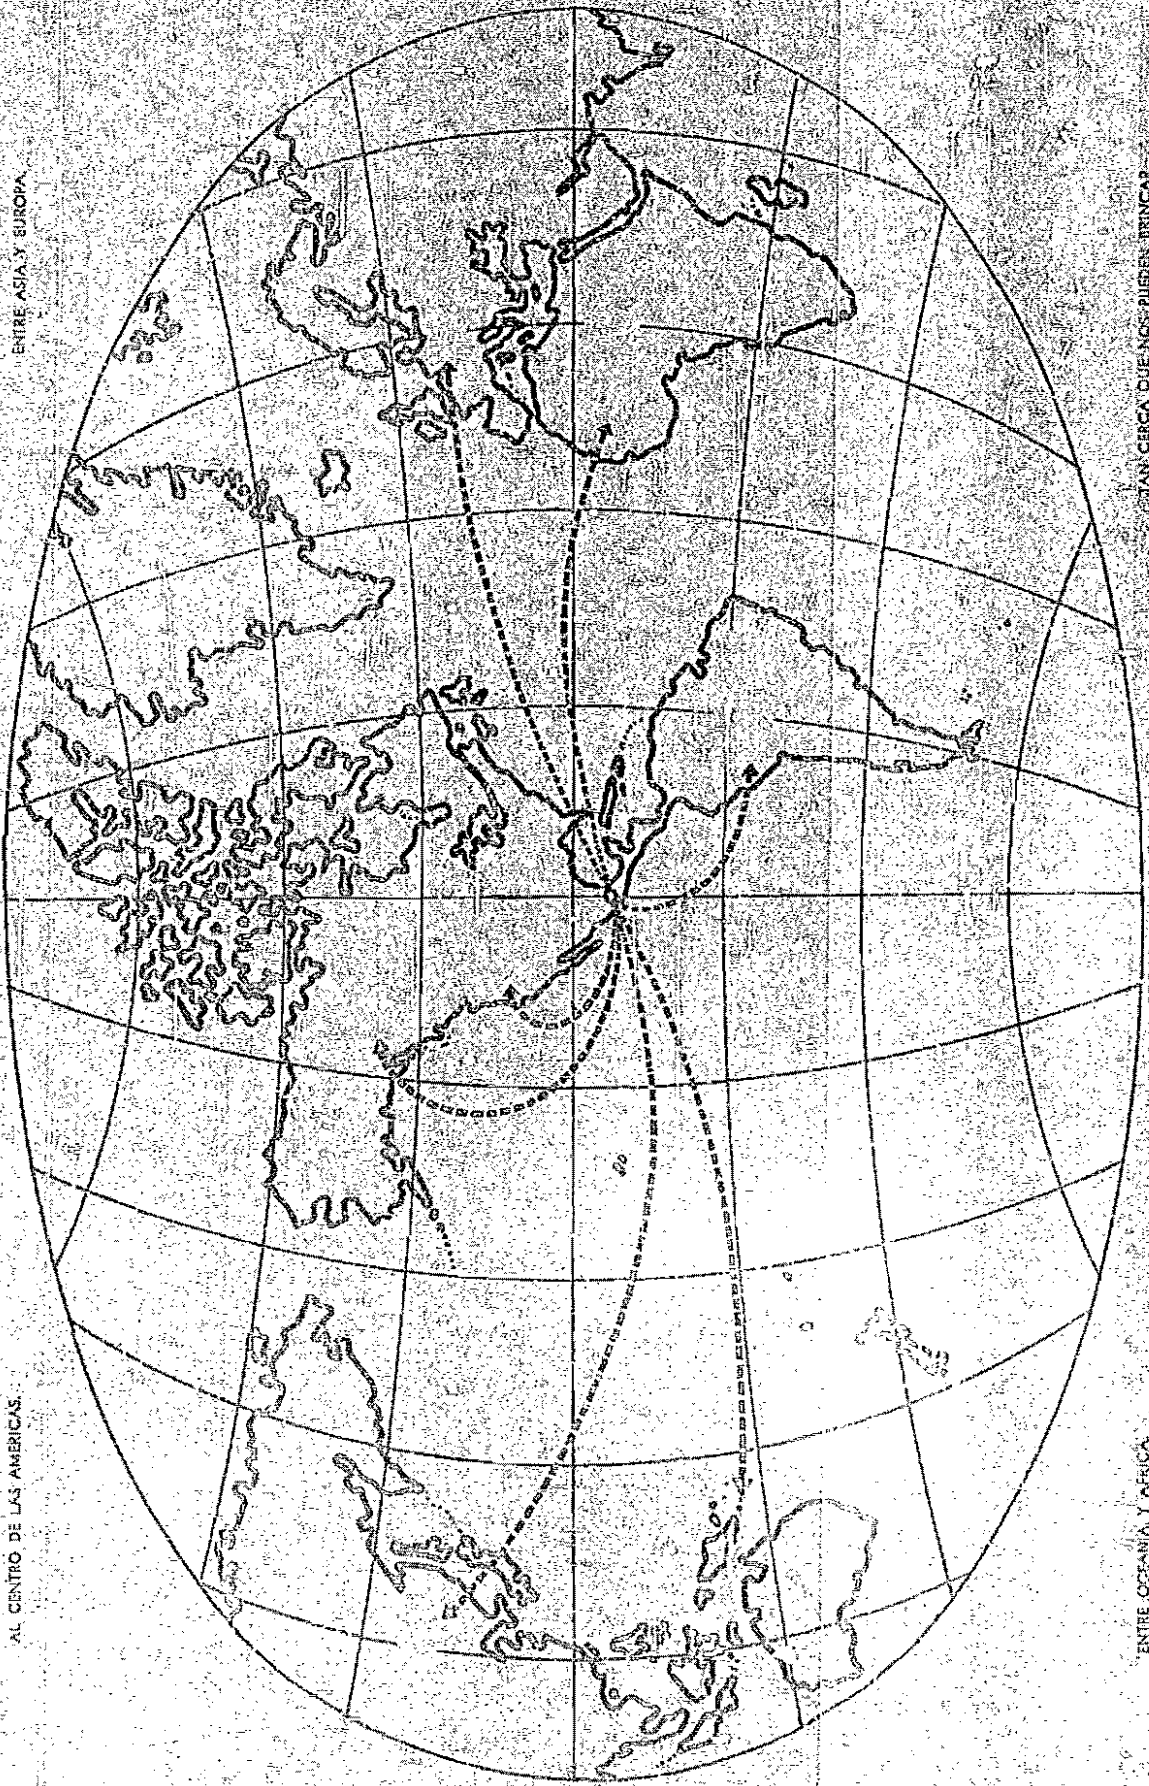 AL CENTRO DE LAS AMERICAS.
ENTRE ASIA Y EUROPA.
ENTRE OCEANIA Y AFRICA.
TAN CERCA QUE NOS PUEDEN BRINCAR